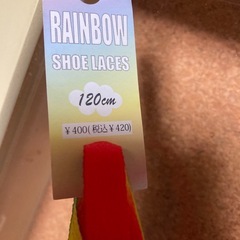 RAINBOW
SHOE LACES
120cm
￥400(税込￥420)